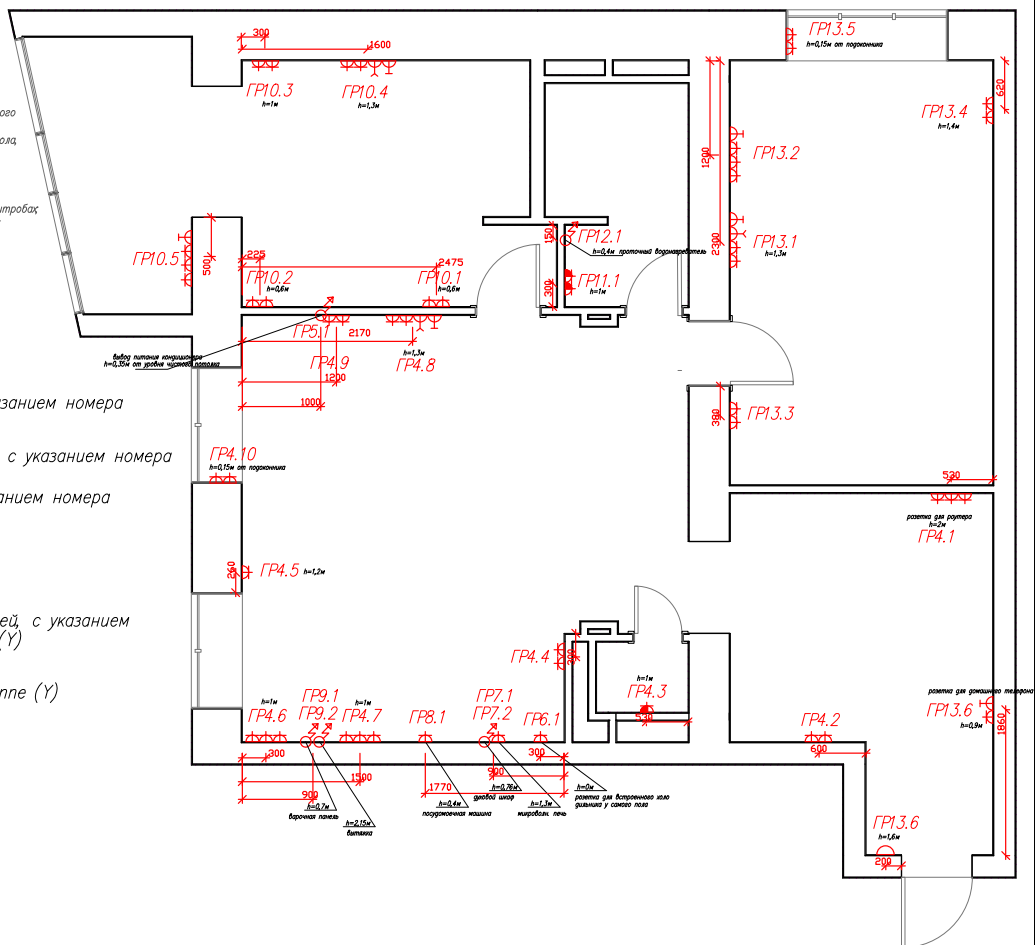 300
1600
ГР13.5
h=0,15м от подоконника
ГР10.3
h=1м
ГР10.4
h=1,3м
620
ГР13.4
h=1,4м
ого
ола,
1200
ГР13.2
штробах,
ГР10.5
500
225
2475
ГР10.2
h=0,6м
ГР10.1
h=0,6м
150
ГР12.1
h=0,4м проточный водонагреватель
300
ГР11.1
h=1м
2300
ГР13.1
h=1,3м
ГР5.1
2170
вывод питания кондиционера
h=0,35м от уровня чистового потолка
ГР4.9
1200
h=1,3м
ГР4.8
1000
занием номера
380
ГР13.3
с указанием номера
ГР4.10
h=0,15м от подоконника
530
анием номера
розетка для роутера
h=2м
ГР4.1
260
ГР4.5 h=1,2м
ей, с указанием
(Y)
ГР4.4
200
h=1м
ГР4.3
530
ппе (Y)
розетка для домашнего телефона
ГР13.6
h=0,9м
1860
h=1м
ГР4.6
ГР9.1
ГР9.2
h=1м
ГР4.7
ГР8.1
ГР7.1
ГР7.2
ГР6.1
ГР4.2
600
300
1500
900
300
900
1770
h=0,7м
варочная панель
h=2,15м
вытяжка
h=0,4м
посудомоечная машина
h=0,76м
духовой шкаф
h=1,3м
микроволн. печь
h=0м
розетка для встроенного холо
дильника у самого пола
ГР13.6
h=1,6м
200